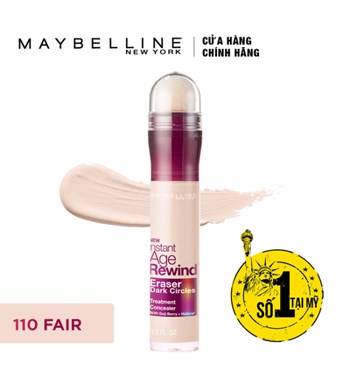 MAYBELLINE
NEW YORK
CỬA HÀNG
CHÍNH HÃNG
MAYBELLINE
NEW
instant
Age
Rewind
Eraser
Dark Circles
Treatment
Concealer
110 FAIR
SỐ 1 TẠI MỸ